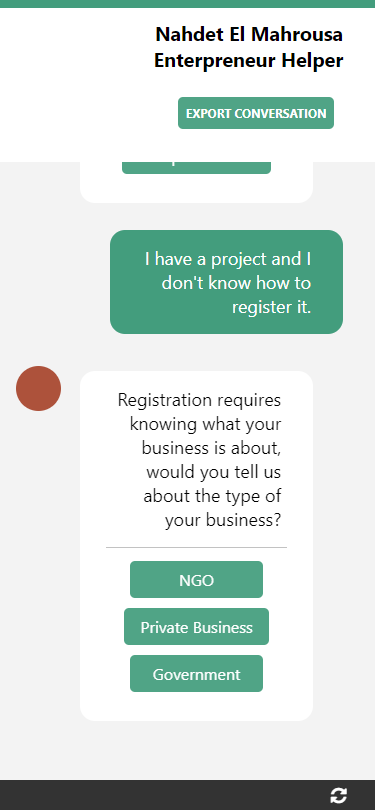 Nahdet El Mahrousa
Enterpreneur Helper
EXPORT CONVERSATION
I have a project and I
don't know how to
register it.
Registration requires
knowing what your
business is about,
would you tell us
about the type of
your business?
NGO
Private Business
Government